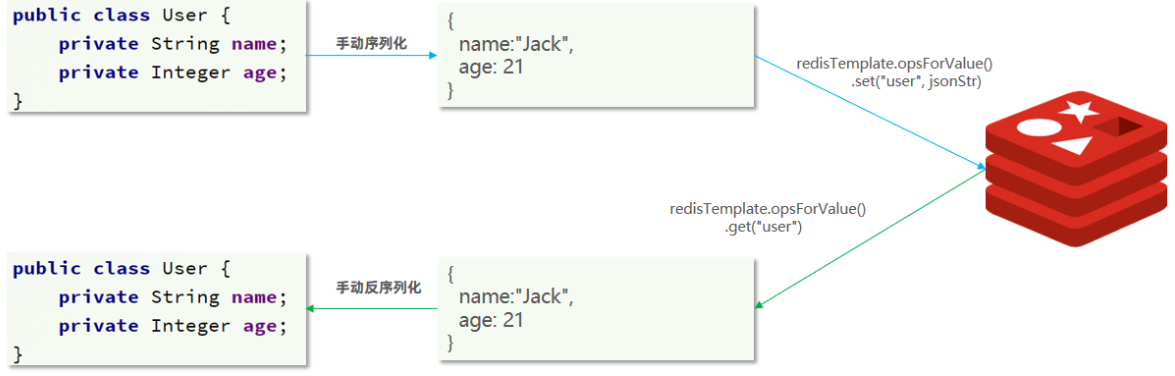 public class User {
    private String name;
    private Integer age;
}
手动序列化
{
  name:"Jack",
  age: 21
}
redisTemplate.opsForValue()
.set("user", jsonStr)
redisTemplate.opsForValue()
.get("user")
public class User {
    private String name;
    private Integer age;
}
手动反序列化
{
  name:"Jack",
  age: 21
}